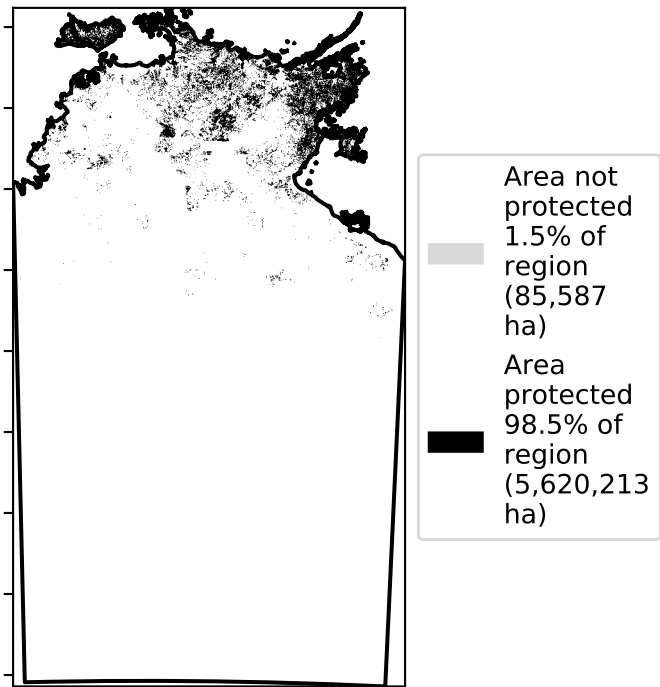 Area not
protected
1.5% of
region
(85,587
ha)
Area
protected
98.5% of
region
(5,620,213
ha)